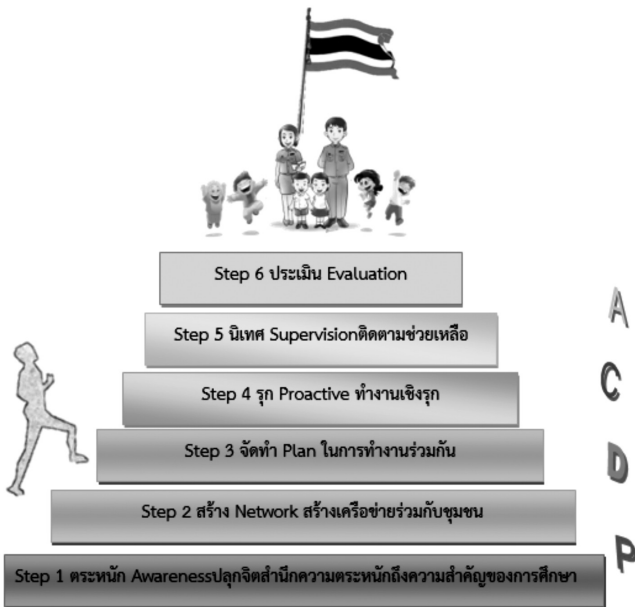 Step 6 ประเมิน Evaluation
Step 5 นิเทศ Supervisionติดตามช่วยเหลือ
Step 4 รุก Proactive ทำงานเชิงรุก
Step 3 จัดทำ Plan ในการทำงานร่วมกัน
Step 2 สร้าง Network สร้างเครือข่ายร่วมกับชุมชน
Step 1 ตระหนัก Awarenessปลุกจิตสำนึกความตระหนักถึงความสำคัญของการศึกษา
A
C
D
P